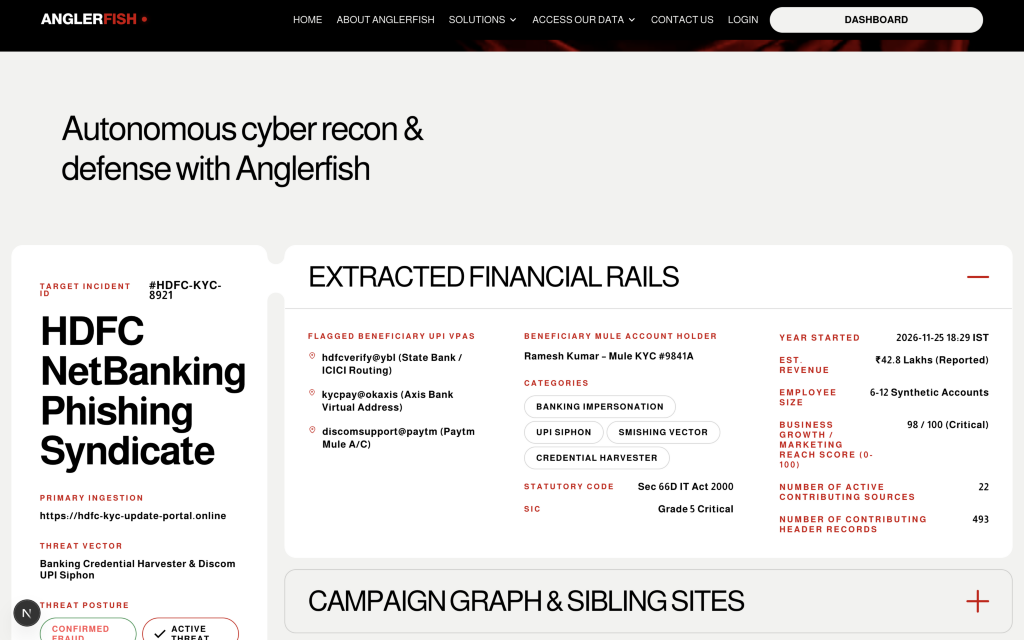 ANGLERFISH
HOME
ABOUT ANGLERFISH
SOLUTIONS
ACCESS OUR DATA
CONTACT US
LOGIN
DASHBOARD
Autonomous cyber recon &
defense with Anglerfish
TARGET INCIDENT
ID
#HDFC-KYC-
8921
HDFC
NetBanking
Phishing
Syndicate
PRIMARY INGESTION
https://hdfc-kyc-update-portal.online
THREAT VECTOR
Banking Credential Harvester & Discom
UPI Siphon
THREAT POSTURE
CONFIRMED
FRAUD
ACTIVE
THREAT
N
EXTRACTED FINANCIAL RAILS
FLAGGED BENEFICIARY UPI VPAS
hdfcverify@ybl (State Bank /
ICICI Routing)
kycpay@okaxis (Axis Bank
Virtual Address)
discomsupport@paytm (Paytm
Mule A/C)
BENEFICIARY MULE ACCOUNT HOLDER
Ramesh Kumar – Mule KYC #9841A
CATEGORIES
BANKING IMPERSONATION
UPI SIPHON
SMISHING VECTOR
CREDENTIAL HARVESTER
STATUTORY CODE
Sec 66D IT Act 2000
SIC
Grade 5 Critical
YEAR STARTED
2026-11-25 18:29 IST
EST.
REVENUE
₹42.8 Lakhs (Reported)
EMPLOYEE
SIZE
6-12 Synthetic Accounts
BUSINESS
GROWTH /
MARKETING
REACH SCORE (0-
100)
98 / 100 (Critical)
NUMBER OF ACTIVE
CONTRIBUTING SOURCES
22
NUMBER OF CONTRIBUTING
HEADER RECORDS
493
CAMPAIGN GRAPH & SIBLING SITES